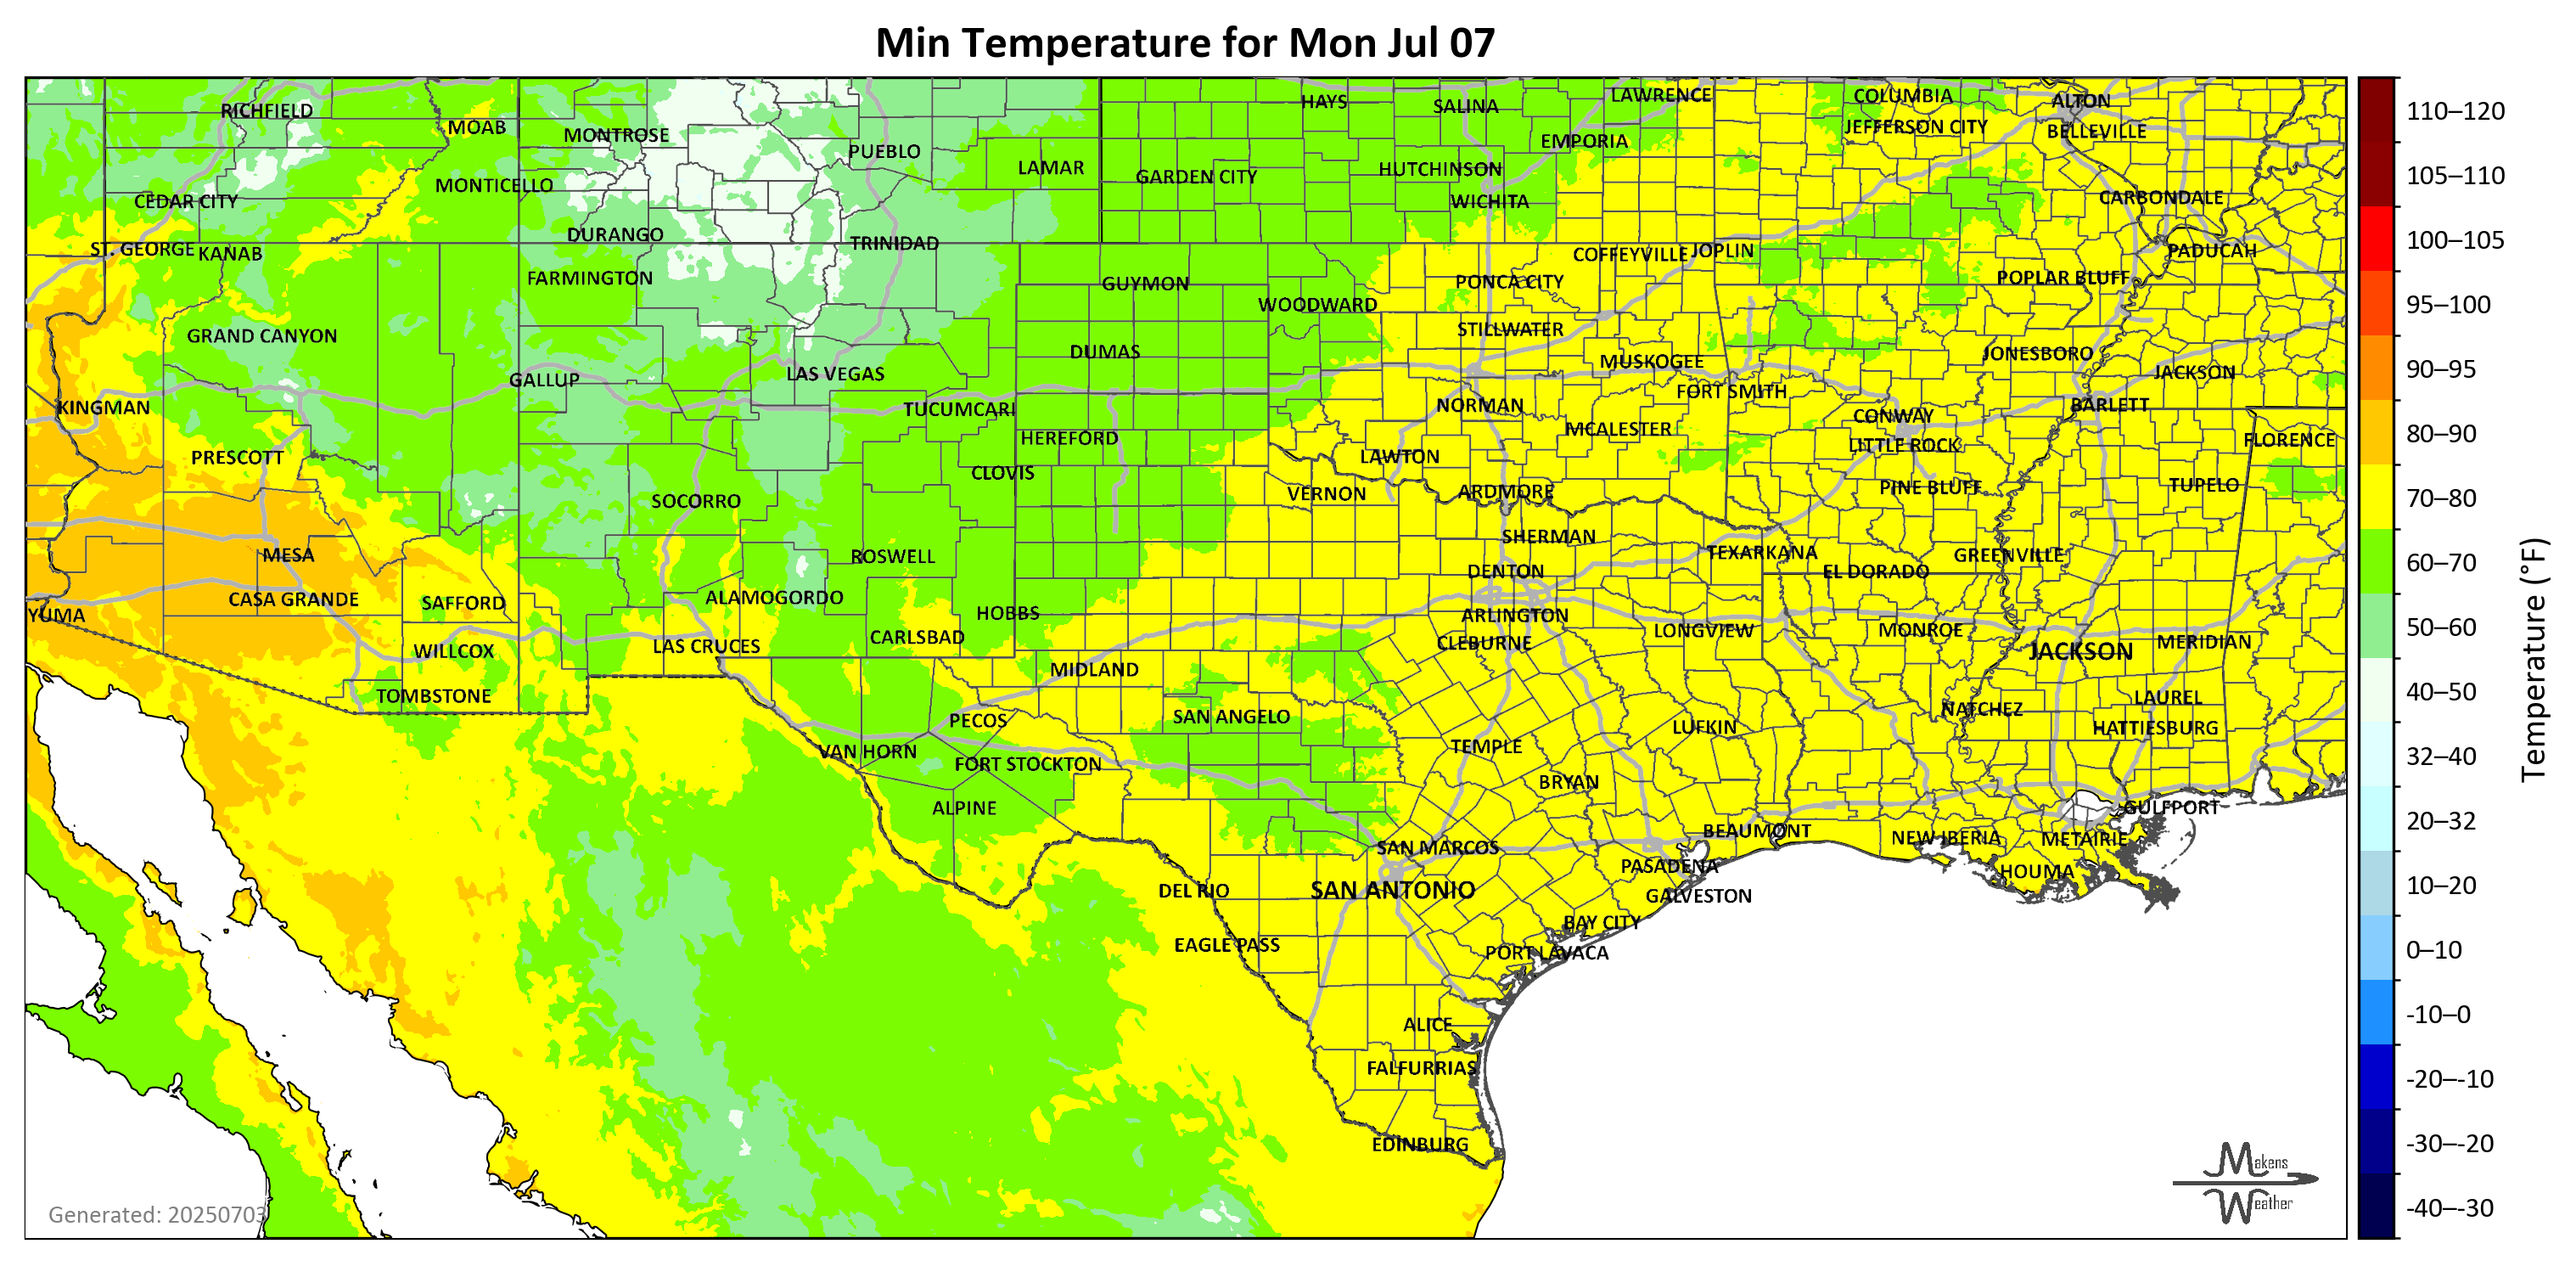 Min Temperature for Mon Jul 07
RICHFIELD
MOAB
MONTROSE
PUEBLO
LAMAR
HAYS
SALINA
LAWRENCE
COLUMBIA
ALTON
EMPORIA
JEFFERSON CITY
BELLEVILLE
CEDAR CITY
MONTICELLO
GARDEN CITY
HUTCHINSON
WICHITA
CARBONDALE
ST. GEORGE
KANAB
DURANGO
TRINIDAD
COFFEYVILLE
JOPLIN
PADUCAH
FARMINGTON
GUYMON
WOODWARD
PONCA CITY
POPLAR BLUFF
GRAND CANYON
DUMAS
STILLWATER
MUSKOGEE
JONESBORO
GALLUP
LAS VEGAS
FORT SMITH
JACKSON
KINGMAN
TUCUMCARI
NORMAN
CONWAY
BARLETT
PRESCOTT
HEREFORD
MCALESTER
LITTLE ROCK
FLORENCE
CLOVIS
LAWTON
SOCORRO
VERNON
ARDMORE
PINE BLUFF
TUPELO
MESA
ROSWELL
SHERMAN
TEXARKANA
GREENVILLE
DENTON
EL DORADO
YUMA
CASA GRANDE
SAFFORD
ALAMOGORDO
HOBBS
ARLINGTON
WILLCOX
LAS CRUCES
CARLSBAD
CLEBURNE
LONGVIEW
MONROE
JACKSON
MERIDIAN
TOMBSTONE
MIDLAND
PECOS
SAN ANGELO
LUFKIN
NATCHEZ
LAUREL
HATTIESBURG
VAN HORN
FORT STOCKTON
TEMPLE
ALPINE
BRYAN
GULFPORT
SAN MARCOS
BEAUMONT
NEW IBERIA
METAIRIE
DEL RIO
SAN ANTONIO
PASADENA
HOUMA
GALVESTON
EAGLE PASS
BAY CITY
PORT LAVACA
ALICE
FALFURRIAS
EDINBURG
Generated: 20250703
Makens
Weather
110–120
105–110
100–105
95–100
90–95
80–90
70–80
60–70
50–60
40–50
32–40
20–32
10–20
0–10
-10–0
-20–-10
-30–-20
-40–-30
Temperature (°F)